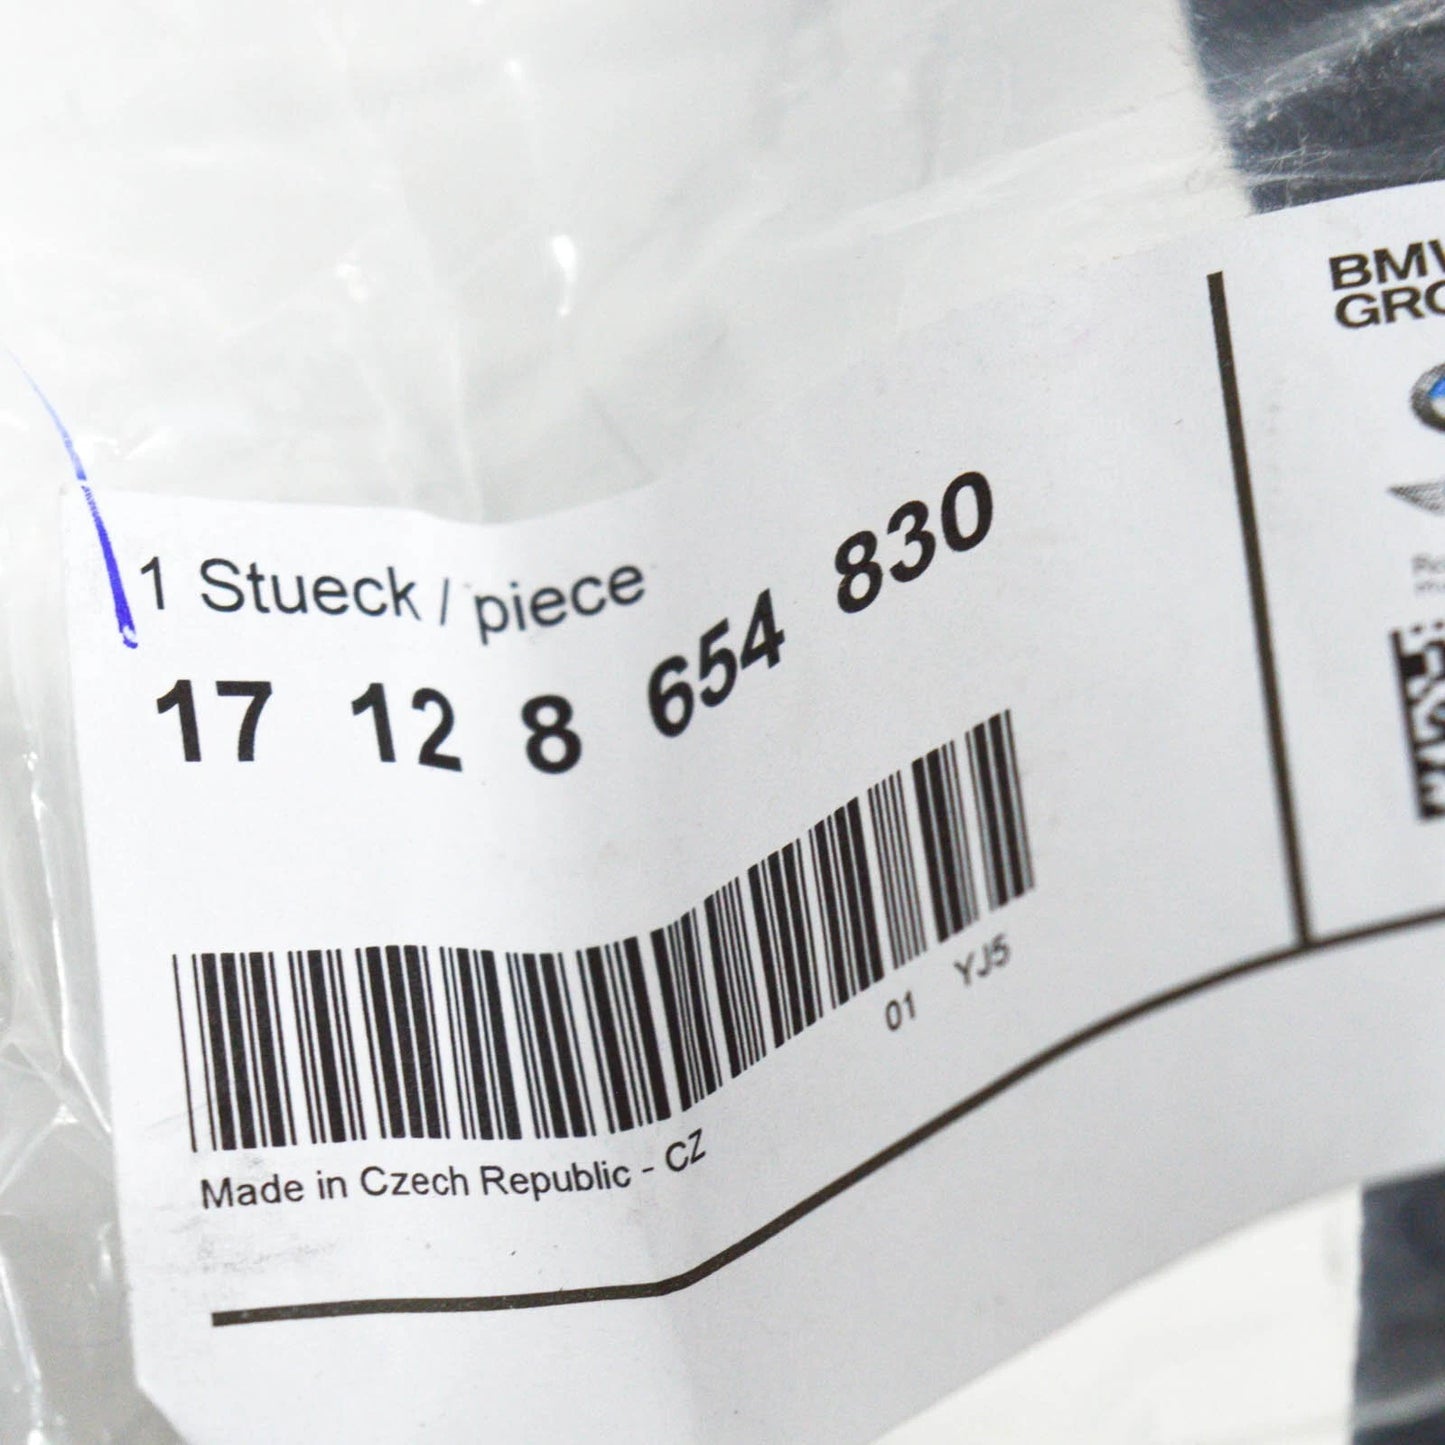 1 Stueck / piece
17 12 8 654 830
01 YJ5
Made in Czech Republic - CZ
BMW
GRO